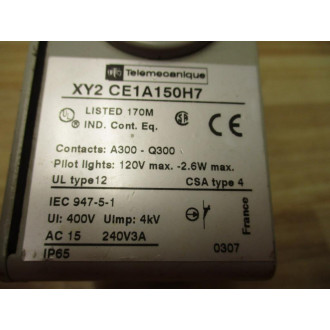 Telemecanique
XY2 CE1A150H7
UL LISTED 170M
IND. Cont. Eq.
CE
Contacts: A300 - Q300
Pilot lights: 120V max. -2.6W max.
UL type12 CSA type 4
IEC 947-5-1
UI: 400V UImp: 4kV
AC 15 240V3A
IP65
France
0307